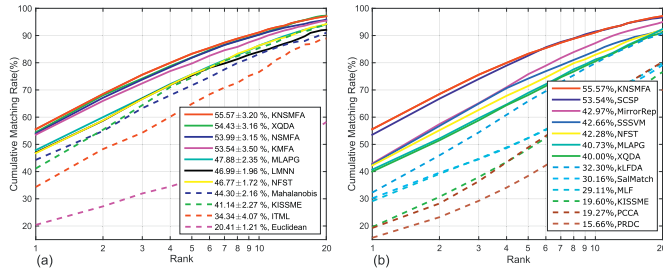 100
90
80
70
60
50
40
30
20
Cumulative Matching Rate(%)
55.57±3.20 %, KNSMFA
54.43±3.16 %, XQDA
53.99±3.15 %, NSMFA
53.54±3.50 %, KMFA
47.88±2.35 %, MLAPG
46.99±1.96 %, LMNN
46.77±1.72 %, NFST
44.30±2.16 %, Mahalanobis
41.14±2.27 %, KISSME
34.34±4.07 %, ITML
20.41±1.21 %, Euclidean
1 2 3 4 5 6 7 8 9 10 20
(a) Rank
100
90
80
70
60
50
40
30
20
Cumulative Matching Rate(%)
55.57%,KNSMFA
53.54%,SCSP
42.97%,MirrorRep
42.66%,SSSVM
42.28%,NFST
40.73%,MLAPG
40.00%,XQDA
32.30%,kLFDA
30.16%,SalMatch
29.11%,MLF
19.60%,KISSME
19.27%,PCCA
15.66%,PRDC
1 2 3 4 5 6 7 8 9 10 20
(b) Rank